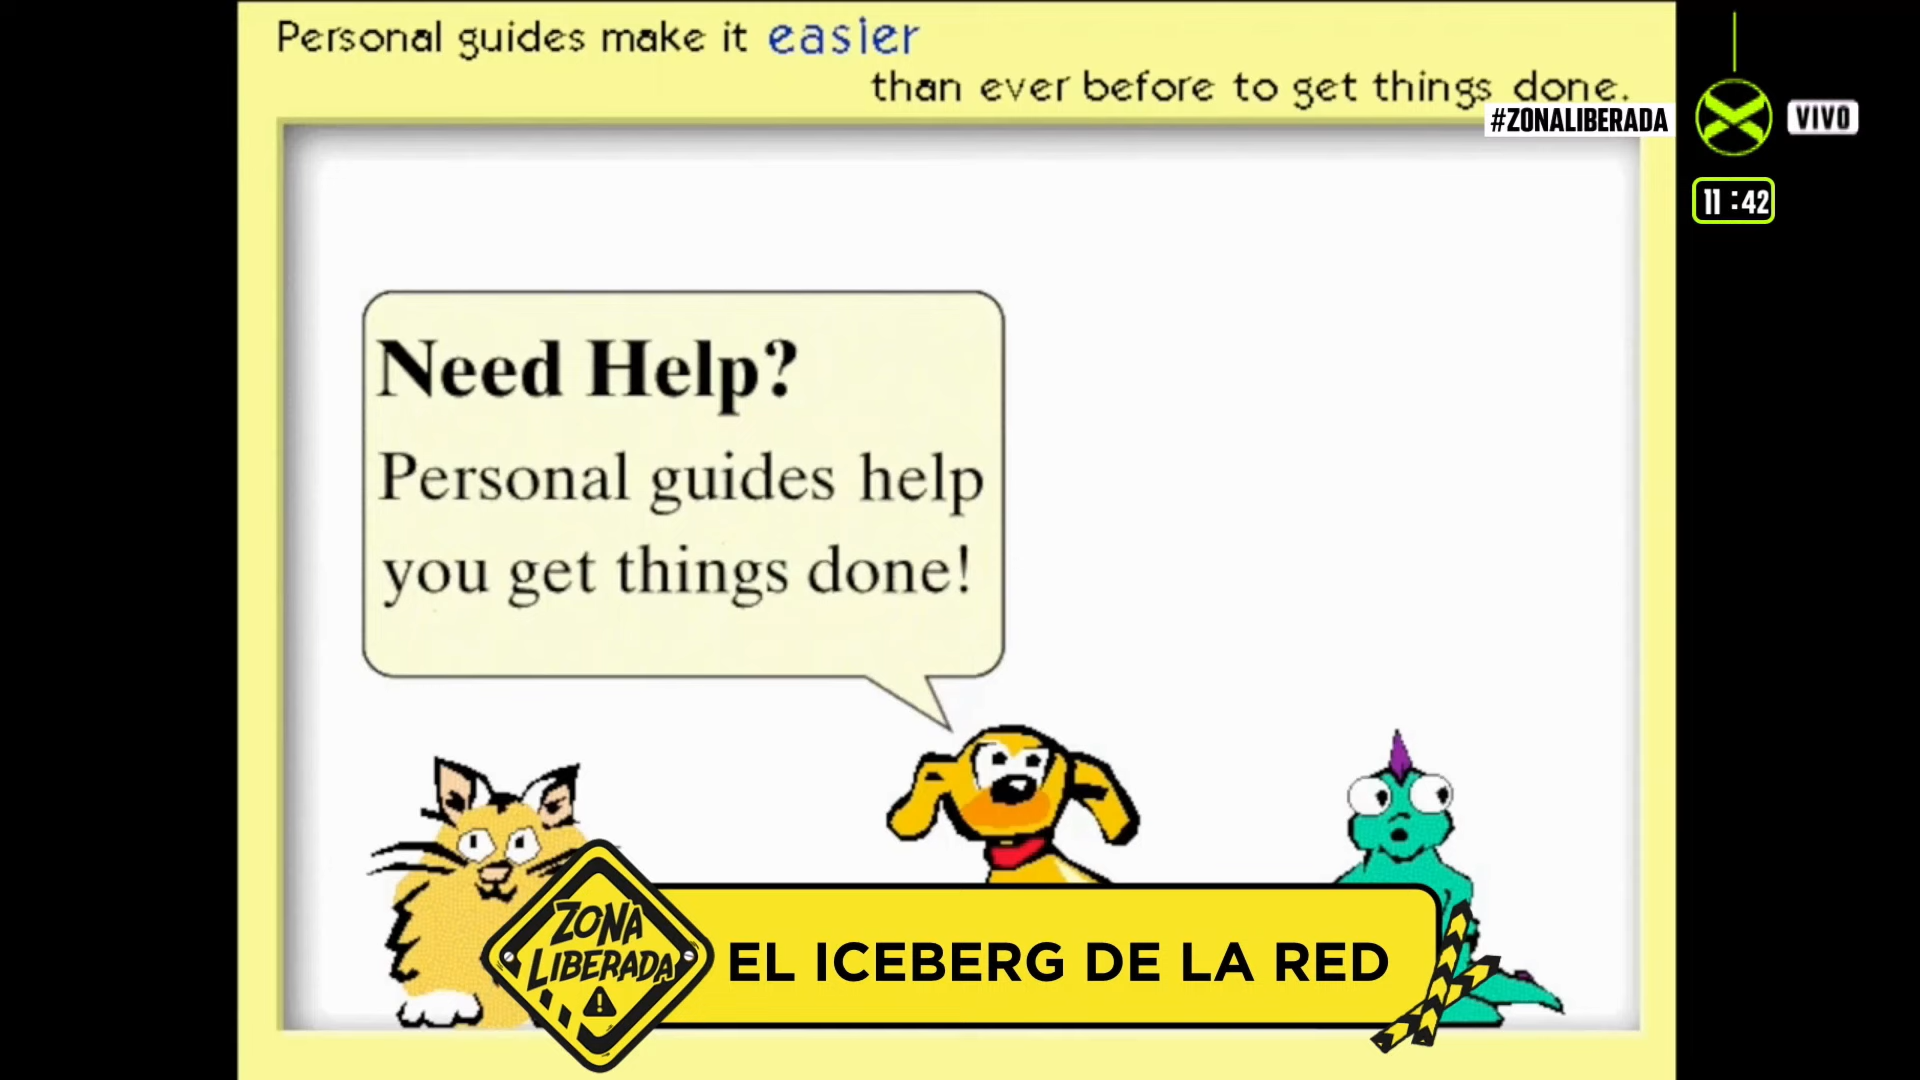 Personal guides make it easier
than ever before to get things done.
#ZONALIBERADA
VIVO
11:42
Need Help?
Personal guides help
you get things done!
ZONA
LIBERADA
EL ICEBERG DE LA RED